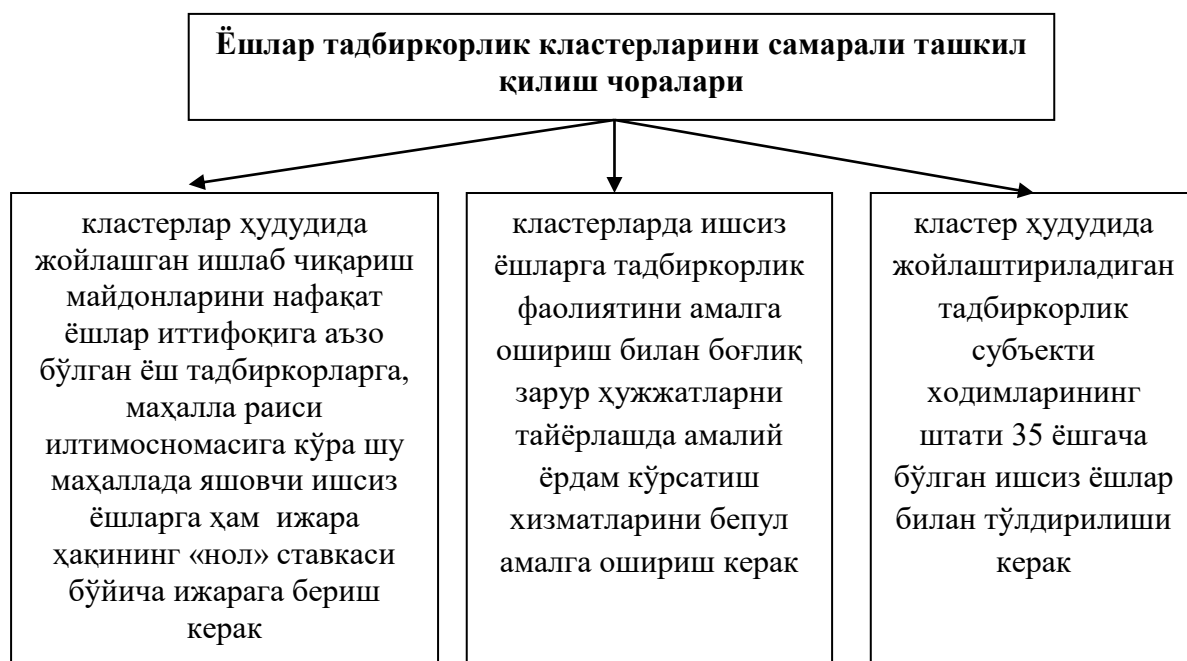 Ёшлар тадбиркорлик кластерларини самарали ташкил
қилиш чоралари
кластерлар ҳудудида
жойлашган ишлаб чиқариш
майдонларини нафақат
ёшлар иттифоқига аъзо
бўлган ёш тадбиркорларга,
маҳалла раиси
илтимосномасига кўра шу
маҳаллада яшовчи ишсиз
ёшларга ҳам ижара
ҳақининг «нол» ставкаси
бўйича ижарага бериш
керак
кластерларда ишсиз
ёшларга тадбиркорлик
фаолиятини амалга
ошириш билан боғлиқ
зарур ҳужжатларни
тайёрлашда амалий
ёрдам кўрсатиш
хизматларини бепул
амалга ошириш керак
кластер ҳудудида
жойлаштириладиган
тадбиркорлик
субъекти
ходимларининг
штати 35 ёшгача
бўлган ишсиз ёшлар
билан тўлдирилиши
керак